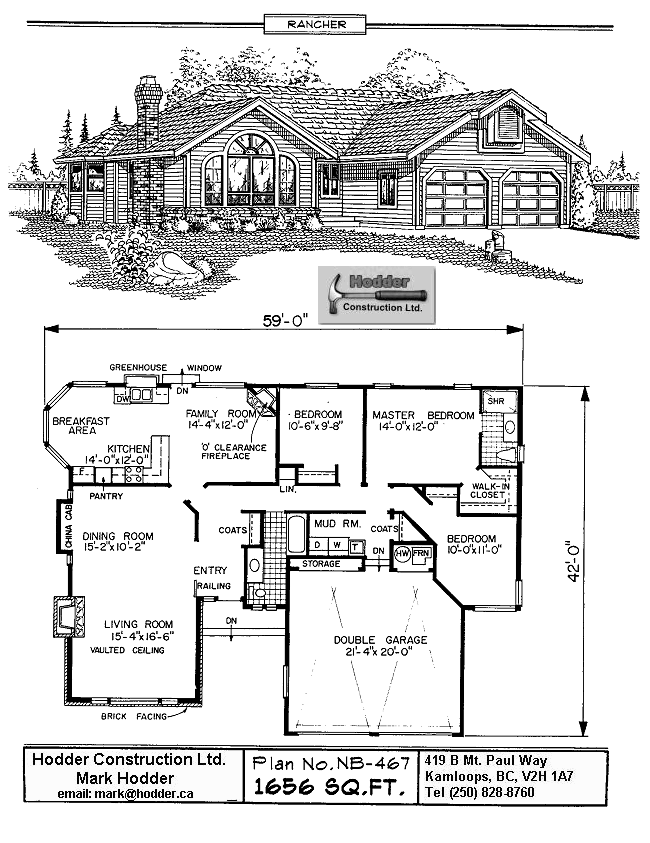 RANCHER
Hodder
Construction Ltd.
59'-0"
GREENHOUSE
WINDOW
DN
DW
SHR
BREAKFAST
AREA
FAMILY ROOM
14'-4"x12'-0"
BEDROOM
10'-6"x9'-8"
MASTER BEDROOM
14'-0"x12'-0"
'O' CLEARANCE
FIREPLACE
KITCHEN
14'-0"x12'-0"
F
PANTRY
LIN.
WALK-IN
CLOSET
CHINA CAB.
DINING ROOM
15'-2"x10'-2"
COATS
MUD RM.
COATS
BEDROOM
10'-0"x11'-0"
D
W
T
DN
HW
FRN
STORAGE
ENTRY
RAILING
42'-0"
LIVING ROOM
15'-4"x16'-6"
VAULTED CEILING
DN
DOUBLE GARAGE
21'-4"x20'-0"
BRICK FACING
Hodder Construction Ltd.
Mark Hodder
email: mark@hodder.ca
Plan No. NB-467
1656 SQ.FT.
419 B Mt. Paul Way
Kamloops, BC, V2H 1A7
Tel (250) 828-8760